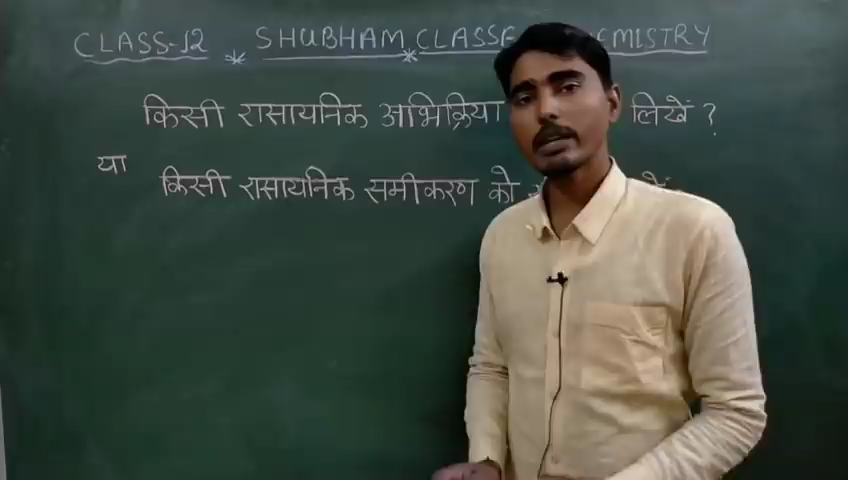 CLASS-12 * SHUBHAM * CLASSE MISTRY
किसी रासायनिक अभिक्रिया लिखें ?
या
किसी रासायनिक समीकरण को